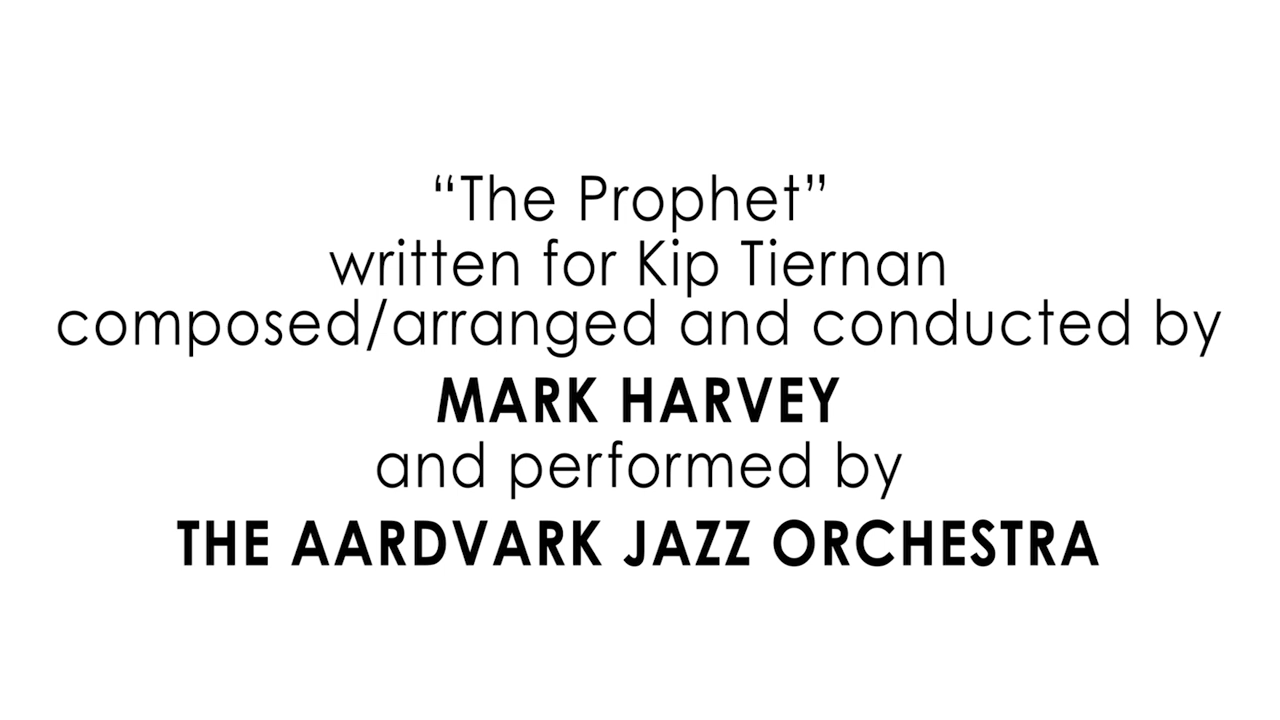 “The Prophet”
written for Kip Tiernan
composed/arranged and conducted by
MARK HARVEY
and performed by
THE AARDVARK JAZZ ORCHESTRA